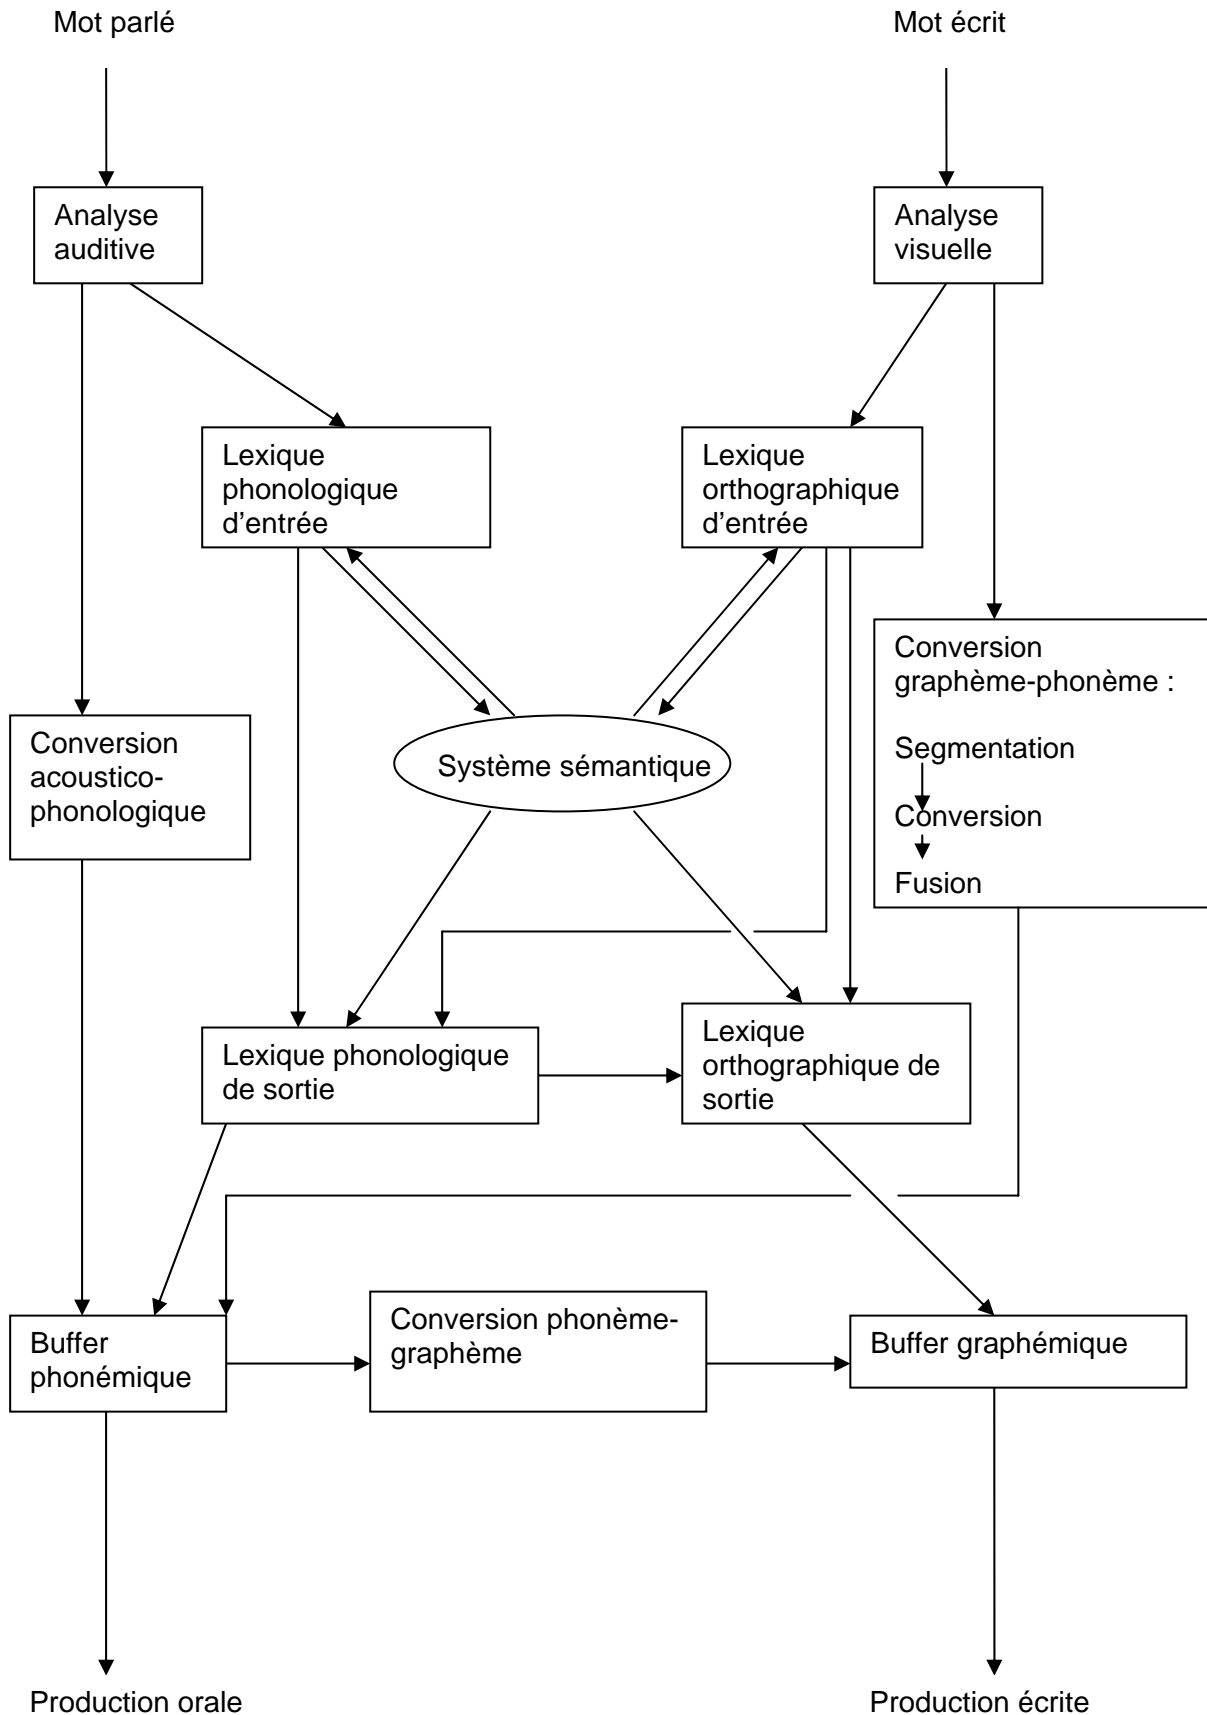 Mot parlé
Mot écrit
Analyse
auditive
Analyse
visuelle
Lexique
phonologique
d’entrée
Lexique
orthographique
d’entrée
Conversion
graphème-phonème :
Segmentation
Conversion
Fusion
Conversion
acoustico-
phonologique
Système sémantique
Lexique phonologique
de sortie
Lexique
orthographique de
sortie
Buffer
phonémique
Conversion phonème-
graphème
Buffer graphémique
Production orale
Production écrite